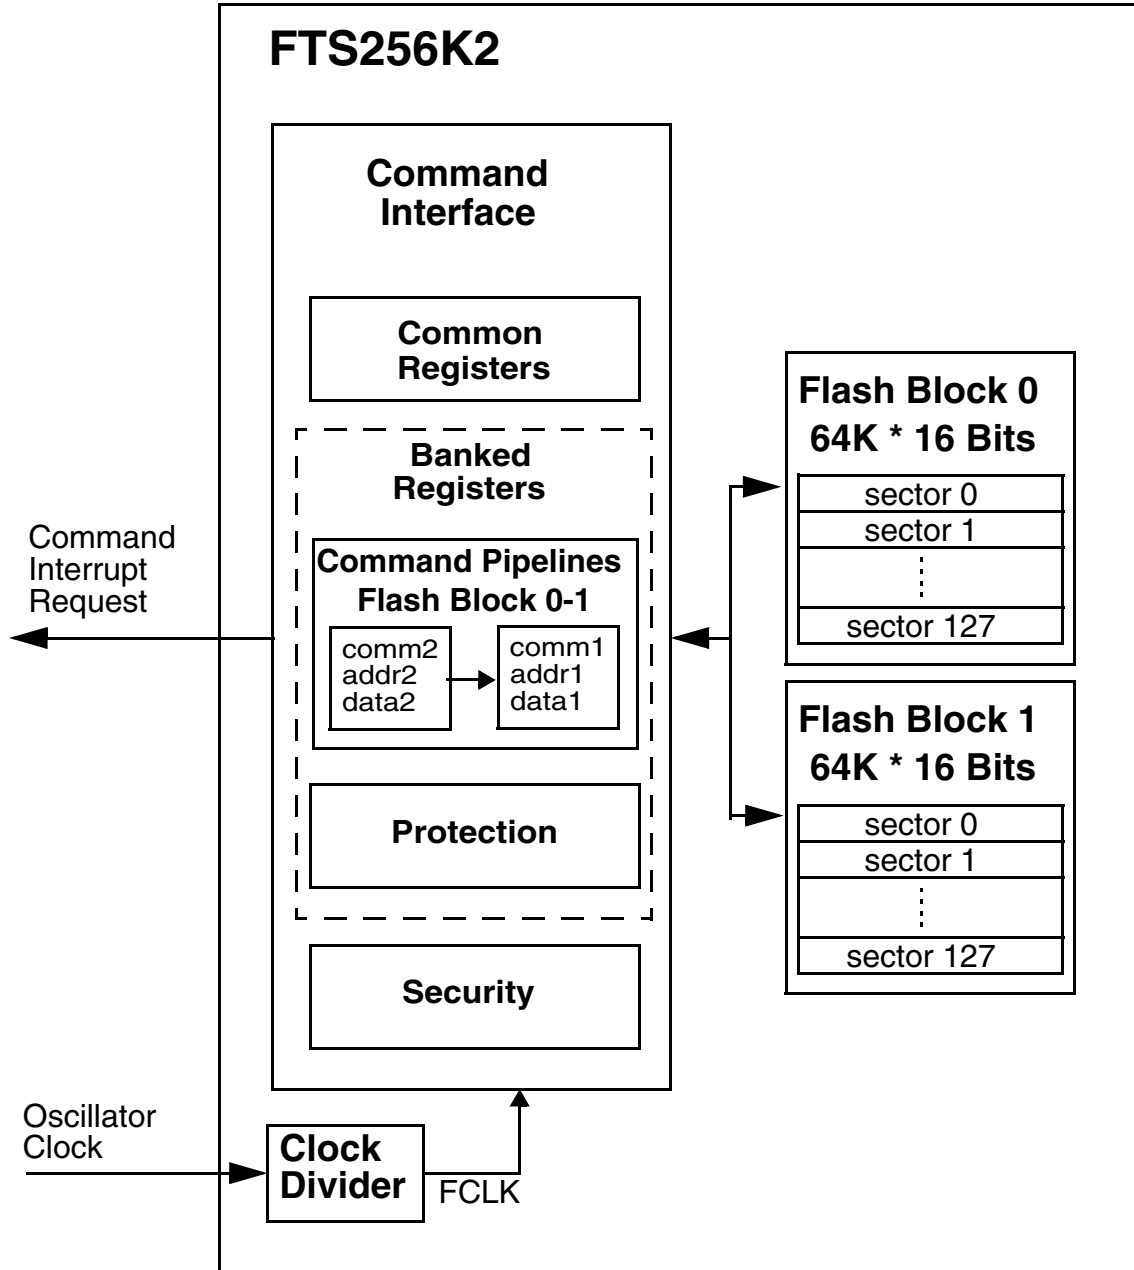 FTS256K2
Command
Interface
Common
Registers
Banked
Registers
Command Pipelines
Flash Block 0-1
comm2
addr2
data2
comm1
addr1
data1
Protection
Security
Command
Interrupt
Request
Flash Block 0
64K * 16 Bits
sector 0
sector 1
sector 127
Flash Block 1
64K * 16 Bits
sector 0
sector 1
sector 127
Oscillator
Clock
Clock
Divider
FCLK